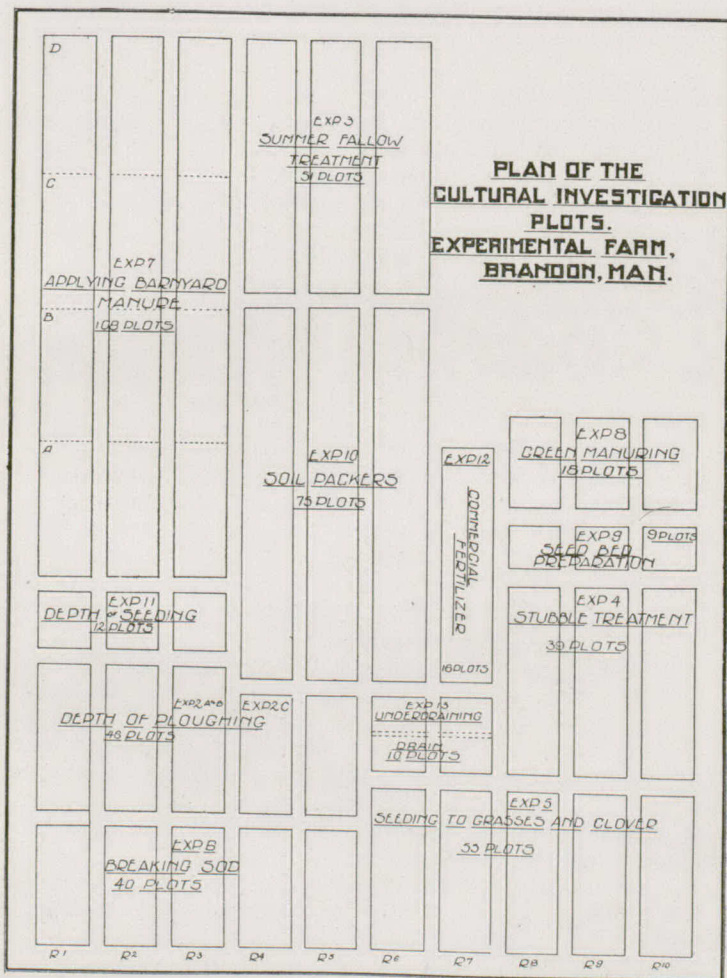 PLAN OF THE
CULTURAL INVESTIGATION
PLOTS.
EXPERIMENTAL FARM,
BRANDON, MAN.
D
C
B
A
EXP 7
APPLYING BARNYARD
MANURE
108 PLOTS
EXP 3
SUMMER FALLOW
TREATMENT
51 PLOTS
EXP 10
SOIL PACKERS
75 PLOTS
EXP 12
COMMERCIAL
FERTILIZER
16 PLOTS
EXP 8
GREEN MANURING
18 PLOTS
EXP 9
9 PLOTS
SEED BED
PREPARATION
EXP 4
STUBBLE TREATMENT
39 PLOTS
EXP 11
DEPTH OF SEEDING
12 PLOTS
EXP 2 A & B
EXP 2 C
DEPTH OF PLOUGHING
48 PLOTS
EXP 13
UNDERDRAINING
DRAIN
10 PLOTS
EXP 5
SEEDING TO GRASSES AND CLOVER
55 PLOTS
EXP 6
BREAKING SOD
40 PLOTS
R1 R2 R3 R4 R5 R6 R7 R8 R9 R10